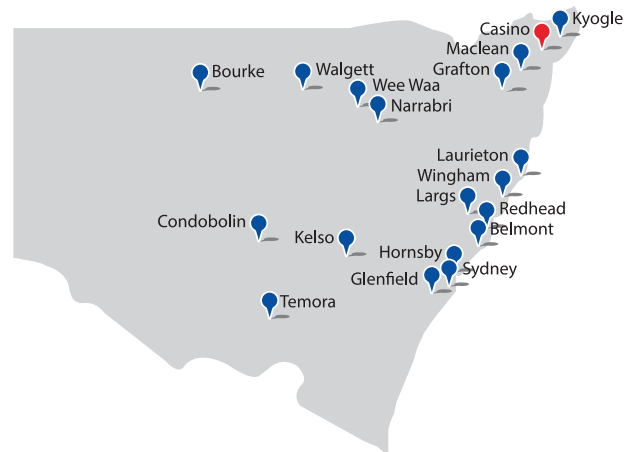 Kyogle
Casino
Maclean
Grafton
Bourke
Walgett
Wee Waa
Narrabri
Laurieton
Wingham
Largs
Redhead
Belmont
Condobolin
Kelso
Hornsby
Sydney
Glenfield
Temora